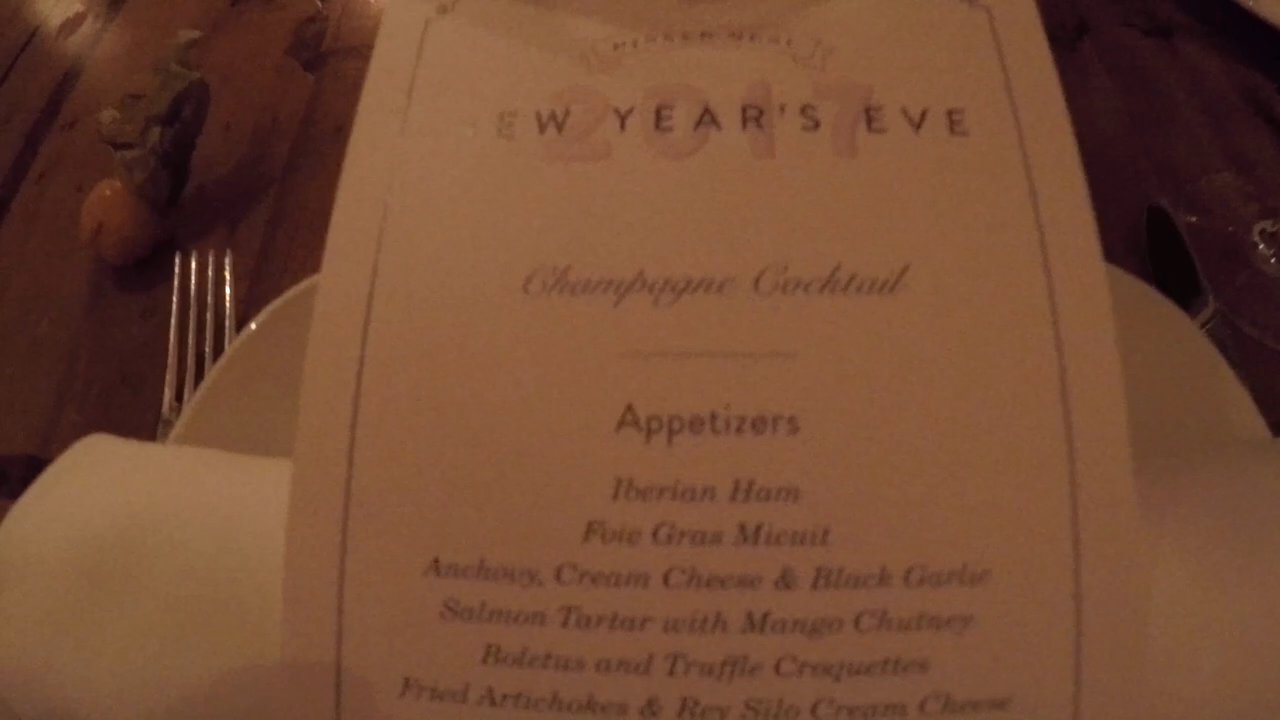 2017
EW YEAR'S EVE
Champagne Cocktail
Appetizers
Iberian Ham
Foie Gras Micuit
Anchovy, Cream Cheese & Black Garlic
Salmon Tartar with Mango Chutney
Boletus and Truffle Croquettes
Fried Artichokes & Rey Silo Cream Cheese